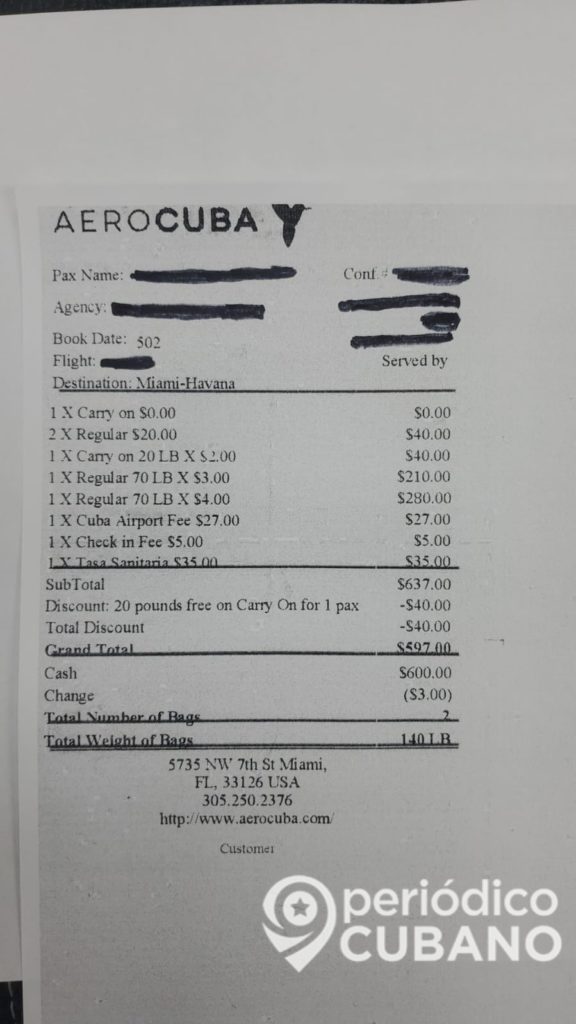 AEROCUBA
Pax Name: Conf.#
Agency:
Book Date: 502
Flight: Served by
Destination: Miami-Havana
1 X Carry on $0.00 $0.00
2 X Regular $20.00 $40.00
1 X Carry on 20 LB X $2.00 $40.00
1 X Regular 70 LB X $3.00 $210.00
1 X Regular 70 LB X $4.00 $280.00
1 X Cuba Airport Fee $27.00 $27.00
1 X Check in Fee $5.00 $5.00
1 X Tasa Sanitaria $35.00 $35.00
SubTotal $637.00
Discount: 20 pounds free on Carry On for 1 pax -$40.00
Total Discount -$40.00
Grand Total $597.00
Cash $600.00
Change ($3.00)
Total Number of Bags 2
Total Weight of Bags 140 LB
5735 NW 7th St Miami,
FL, 33126 USA
305.250.2376
http://www.aerocuba.com/
Customer
periódico
CUBANO